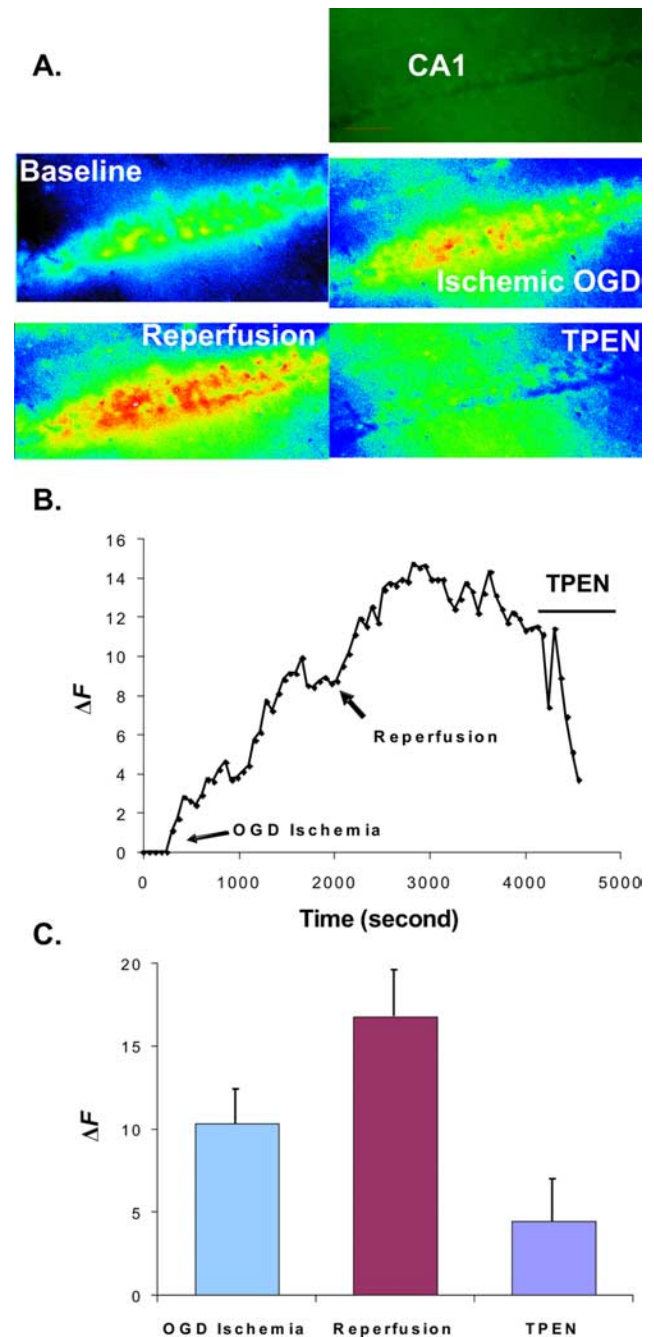 A.
CA1
Baseline
Ischemic OGD
Reperfusion
TPEN
B.
16
14
12
10
8
6
4
2
0
ΔF
TPEN
Reperfusion
OGD Ischemia
0 1000 2000 3000 4000 5000
Time (second)
C.
20
15
10
5
0
ΔF
OGD Ischemia Reperfusion TPEN